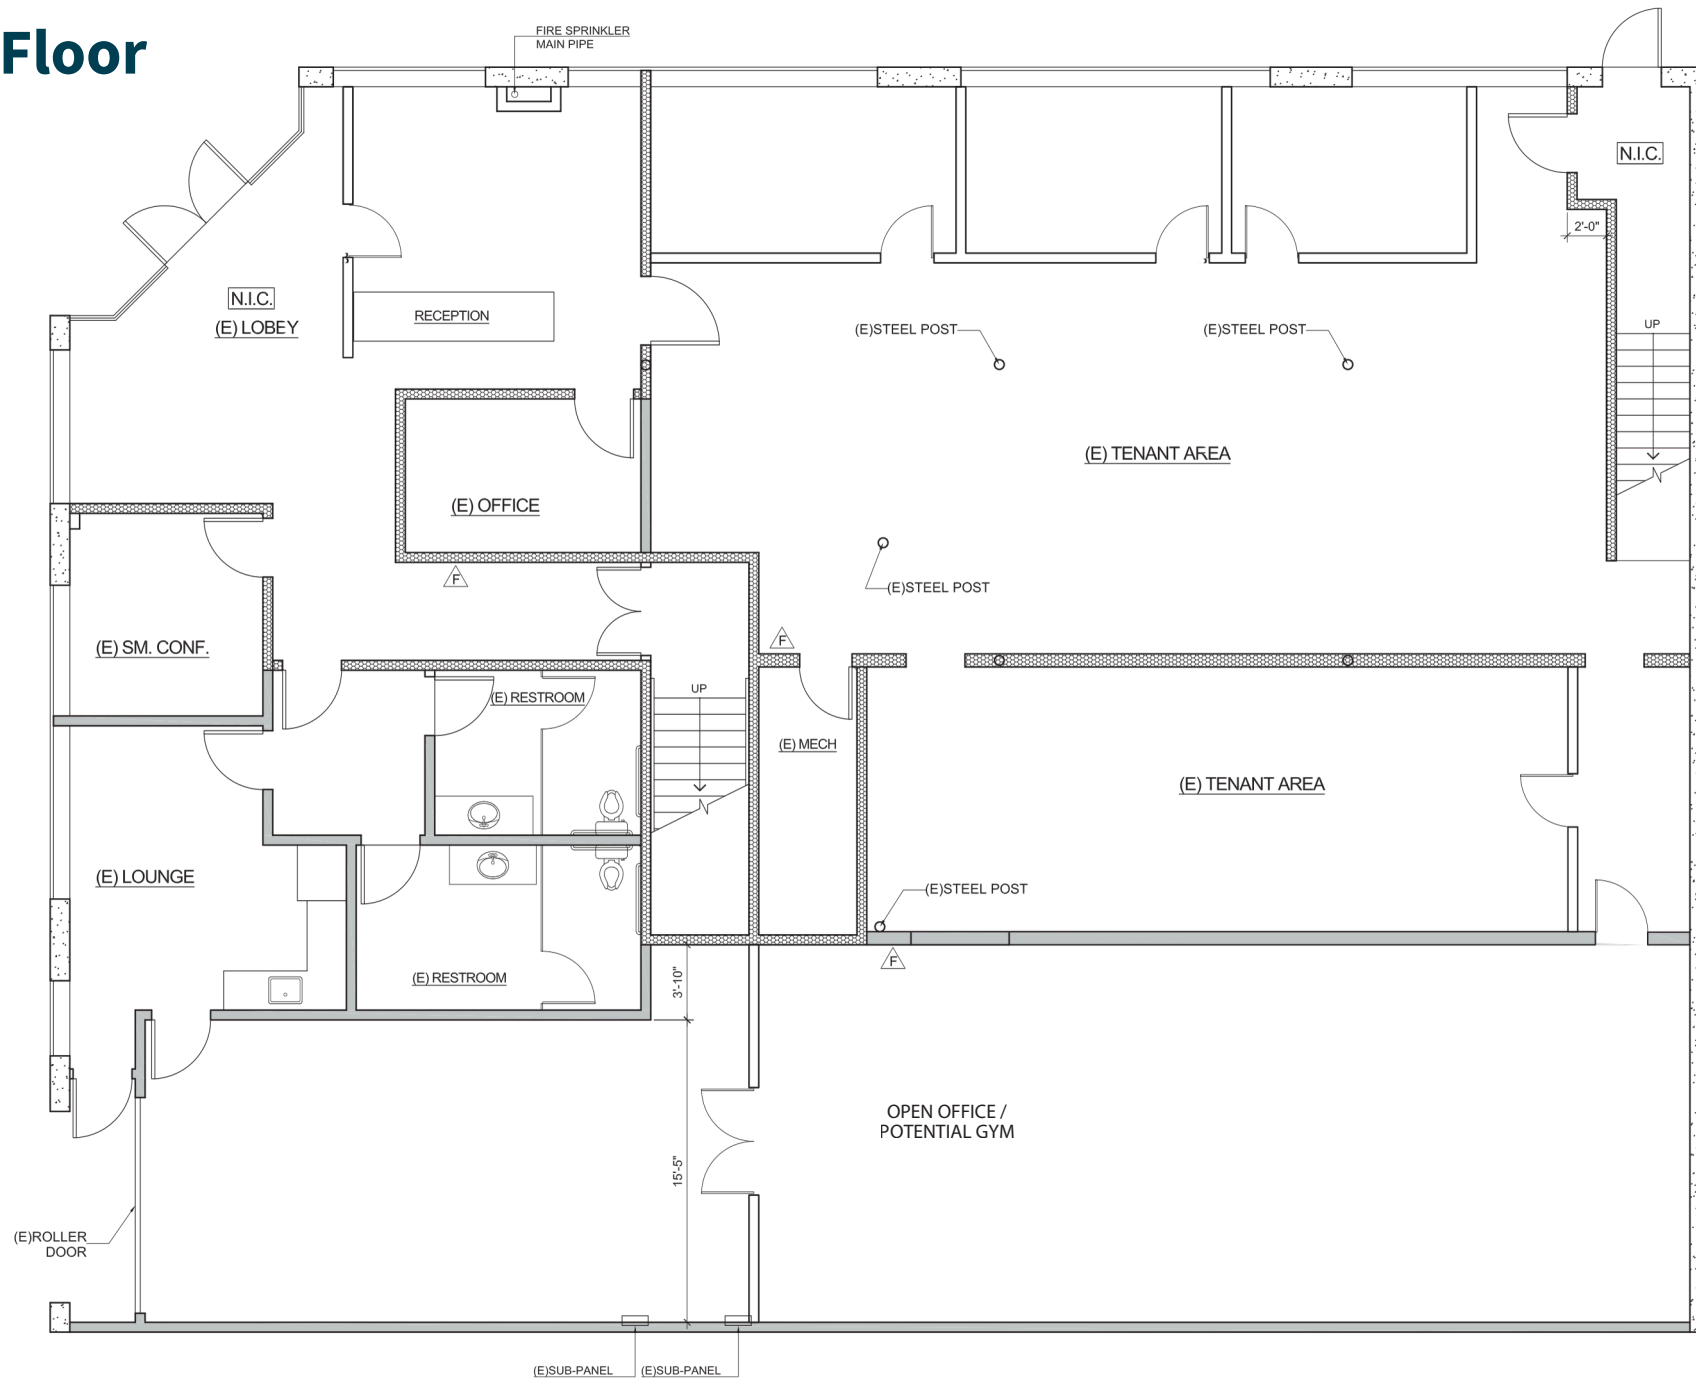 Floor
FIRE SPRINKLER
MAIN PIPE
N.I.C.
2'-0"
N.I.C.
(E) LOBEY
RECEPTION
(E)STEEL POST
(E)STEEL POST
UP
(E) TENANT AREA
(E) OFFICE
F
(E)STEEL POST
(E) SM. CONF.
F
(E) RESTROOM
UP
(E) MECH
(E) TENANT AREA
(E) LOUNGE
(E)STEEL POST
(E) RESTROOM
F
3'-10"
OPEN OFFICE /
POTENTIAL GYM
15'-5"
(E)ROLLER
DOOR
(E)SUB-PANEL
(E)SUB-PANEL